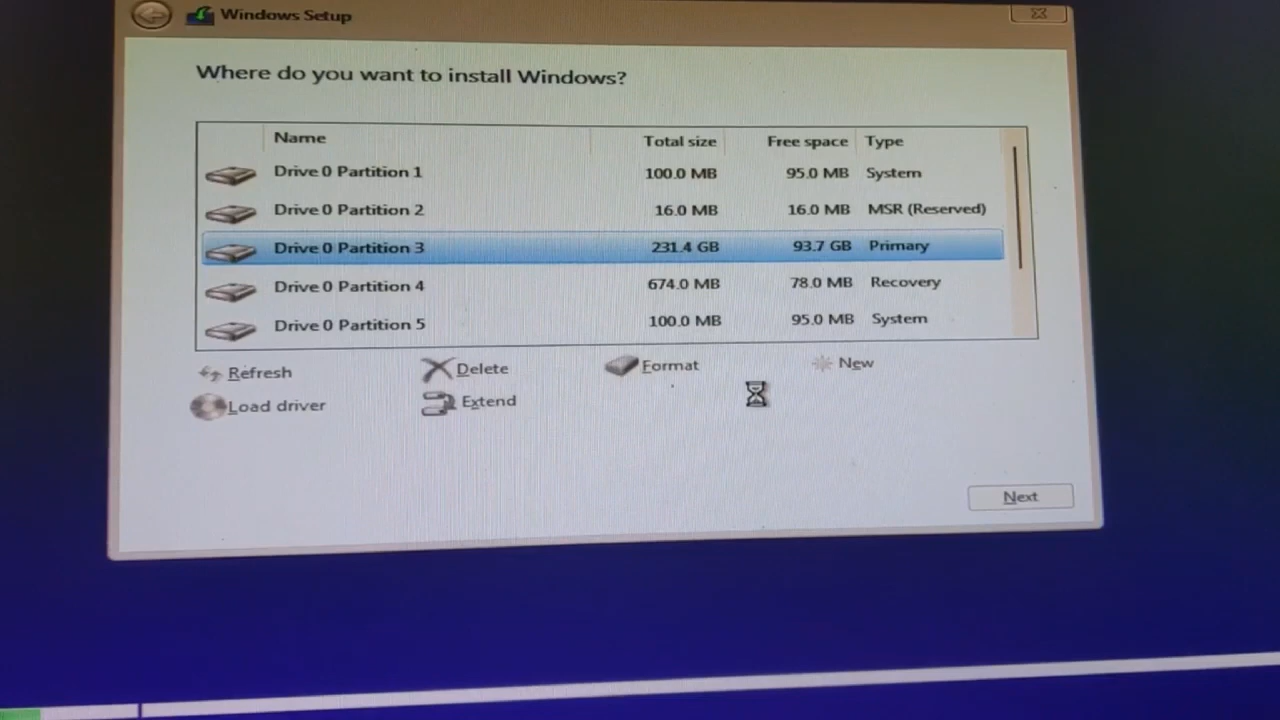 Windows Setup
Where do you want to install Windows?
Name Total size Free space Type
Drive 0 Partition 1 100.0 MB 95.0 MB System
Drive 0 Partition 2 16.0 MB 16.0 MB MSR (Reserved)
Drive 0 Partition 3 231.4 GB 93.7 GB Primary
Drive 0 Partition 4 674.0 MB 78.0 MB Recovery
Drive 0 Partition 5 100.0 MB 95.0 MB System
Refresh Delete Format New
Load driver Extend
Next